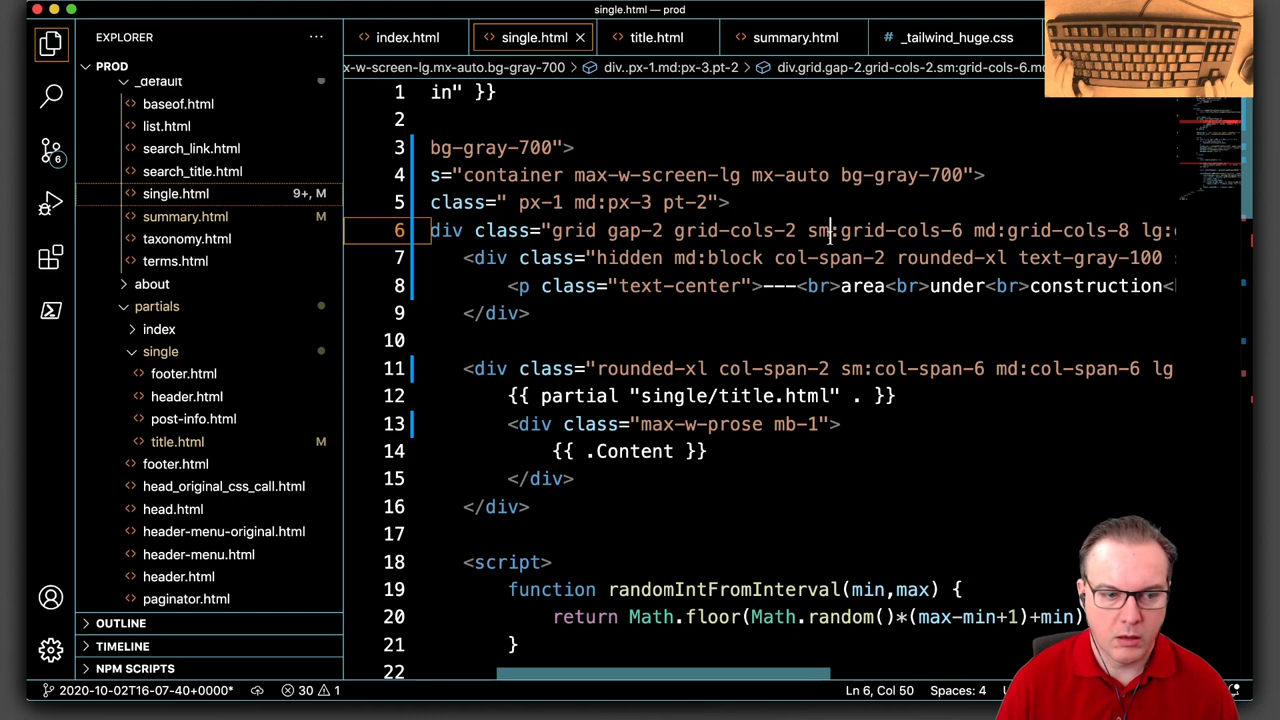 single.html — prod
EXPLORER
index.html
single.html
title.html
summary.html
# _tailwind_huge.css
PROD
x-w-screen-lg.mx-auto.bg-gray-700 > div..px-1.md:px-3.pt-2 > div.grid.gap-2.grid-cols-2.sm:grid-cols-6.md
_default
baseof.html
list.html
search_link.html
search_title.html
single.html 9+, M
summary.html M
taxonomy.html
terms.html
about
partials
index
single
footer.html
header.html
post-info.html
title.html M
footer.html
head_original_css_call.html
head.html
header-menu-original.html
header-menu.html
header.html
paginator.html
OUTLINE
TIMELINE
NPM SCRIPTS
6
1 in" }}
2
3 bg-gray-700">
4 s="container max-w-screen-lg mx-auto bg-gray-700">
5 class=" px-1 md:px-3 pt-2">
6 div class="grid gap-2 grid-cols-2 sm:grid-cols-6 md:grid-cols-8 lg:
7 <div class="hidden md:block col-span-2 rounded-xl text-gray-100
8 <p class="text-center">---<br>area<br>under<br>construction<
9 </div>
10
11 <div class="rounded-xl col-span-2 sm:col-span-6 md:col-span-6 lg
12 {{ partial "single/title.html" . }}
13 <div class="max-w-prose mb-1">
14 {{ .Content }}
15 </div>
16 </div>
17
18 <script>
19 function randomIntFromInterval(min,max) {
20 return Math.floor(Math.random()*(max-min+1)+min)
21 }
22
2020-10-02T16-07-40+0000* 30 1 Ln 6, Col 50 Spaces: 4